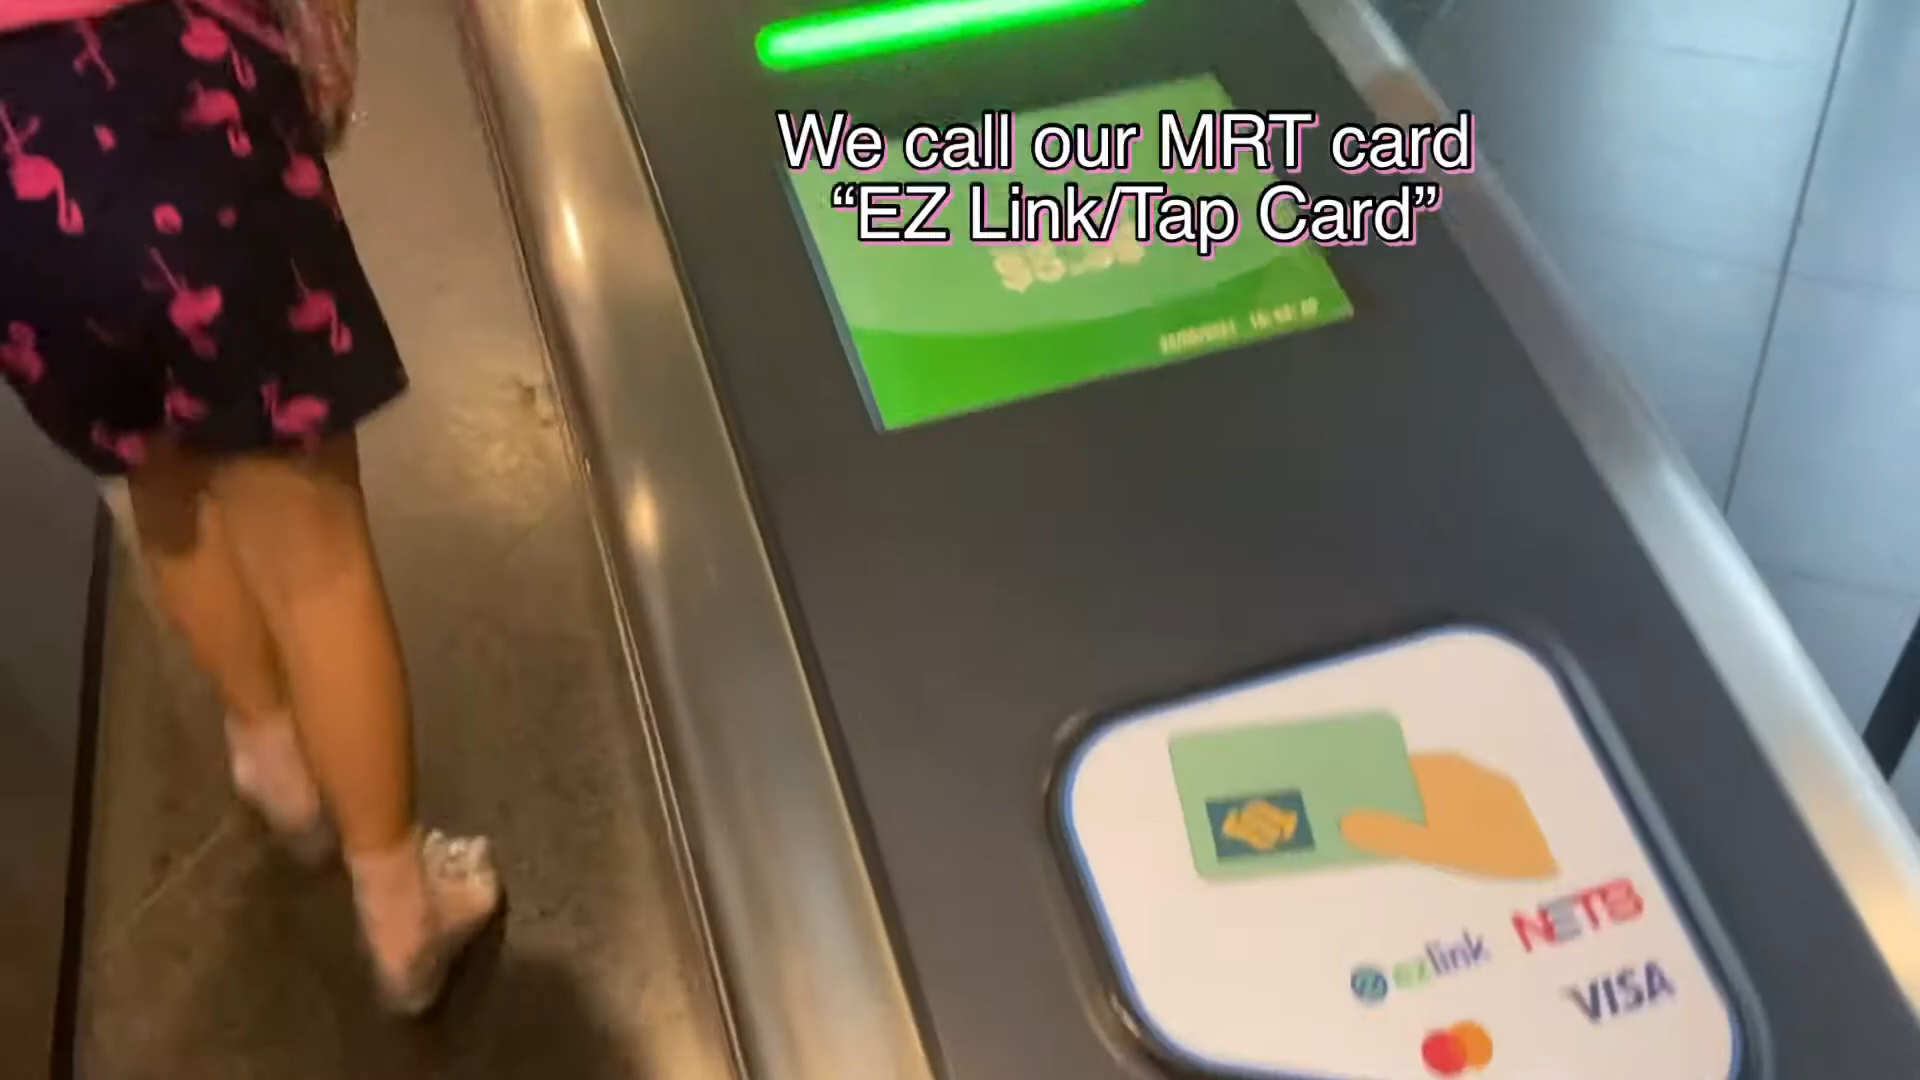 We call our MRT card
“EZ Link/Tap Card”
ezlink
NETS
VISA